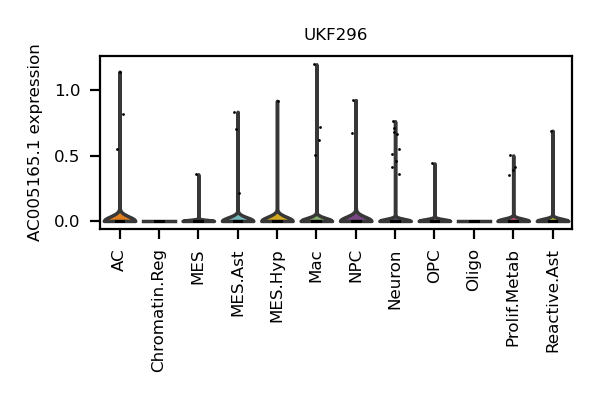 UKF296
AC005165.1 expression
1.0
0.5
0.0
AC
Chromatin.Reg
MES
MES.Ast
MES.Hyp
Mac
NPC
Neuron
OPC
Oligo
Prolif.Metab
Reactive.Ast